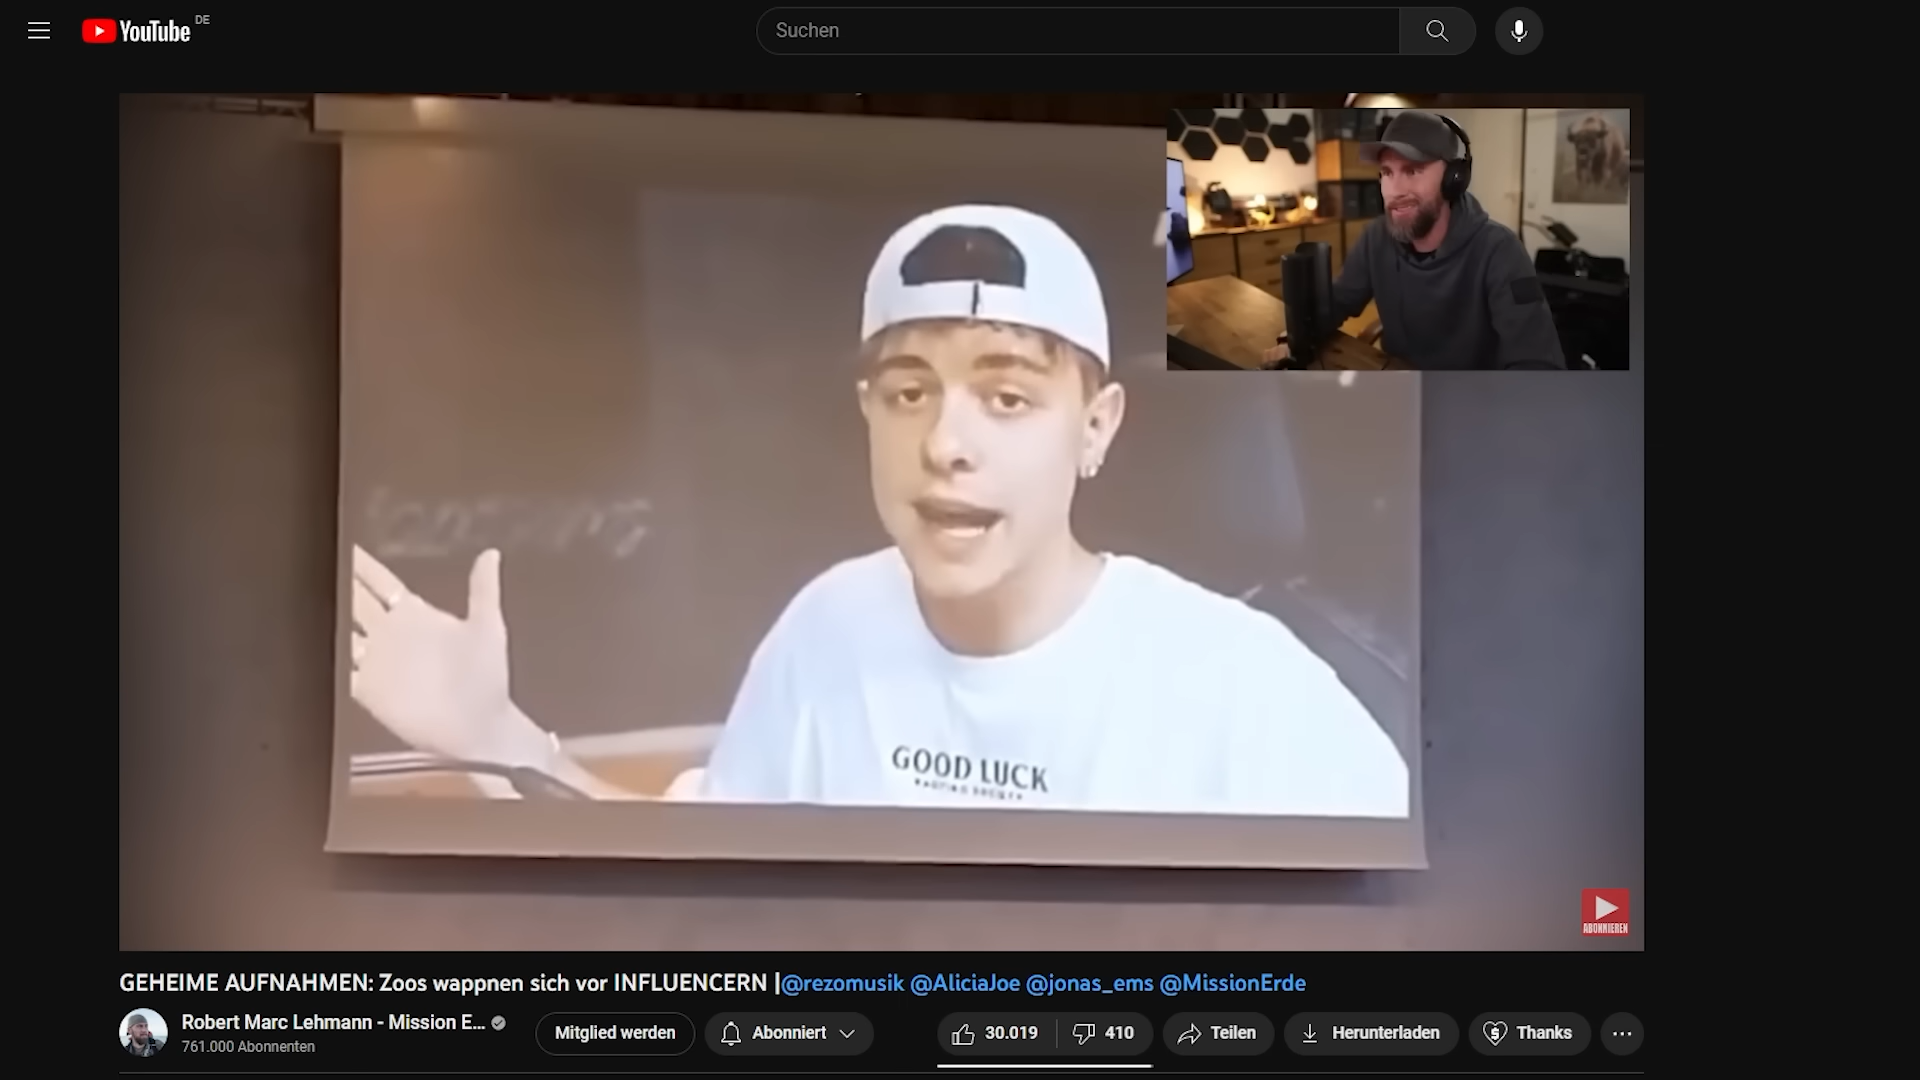 YouTube DE
Suchen
GOOD LUCK
ABONNIEREN
GEHEIME AUFNAHMEN: Zoos wappnen sich vor INFLUENCERN |@rezomusik @AliciaJoe @jonas_ems @MissionErde
Robert Marc Lehmann - Mission E...
761.000 Abonnenten
Mitglied werden
Abonniert
30.019
410
Teilen
Herunterladen
Thanks